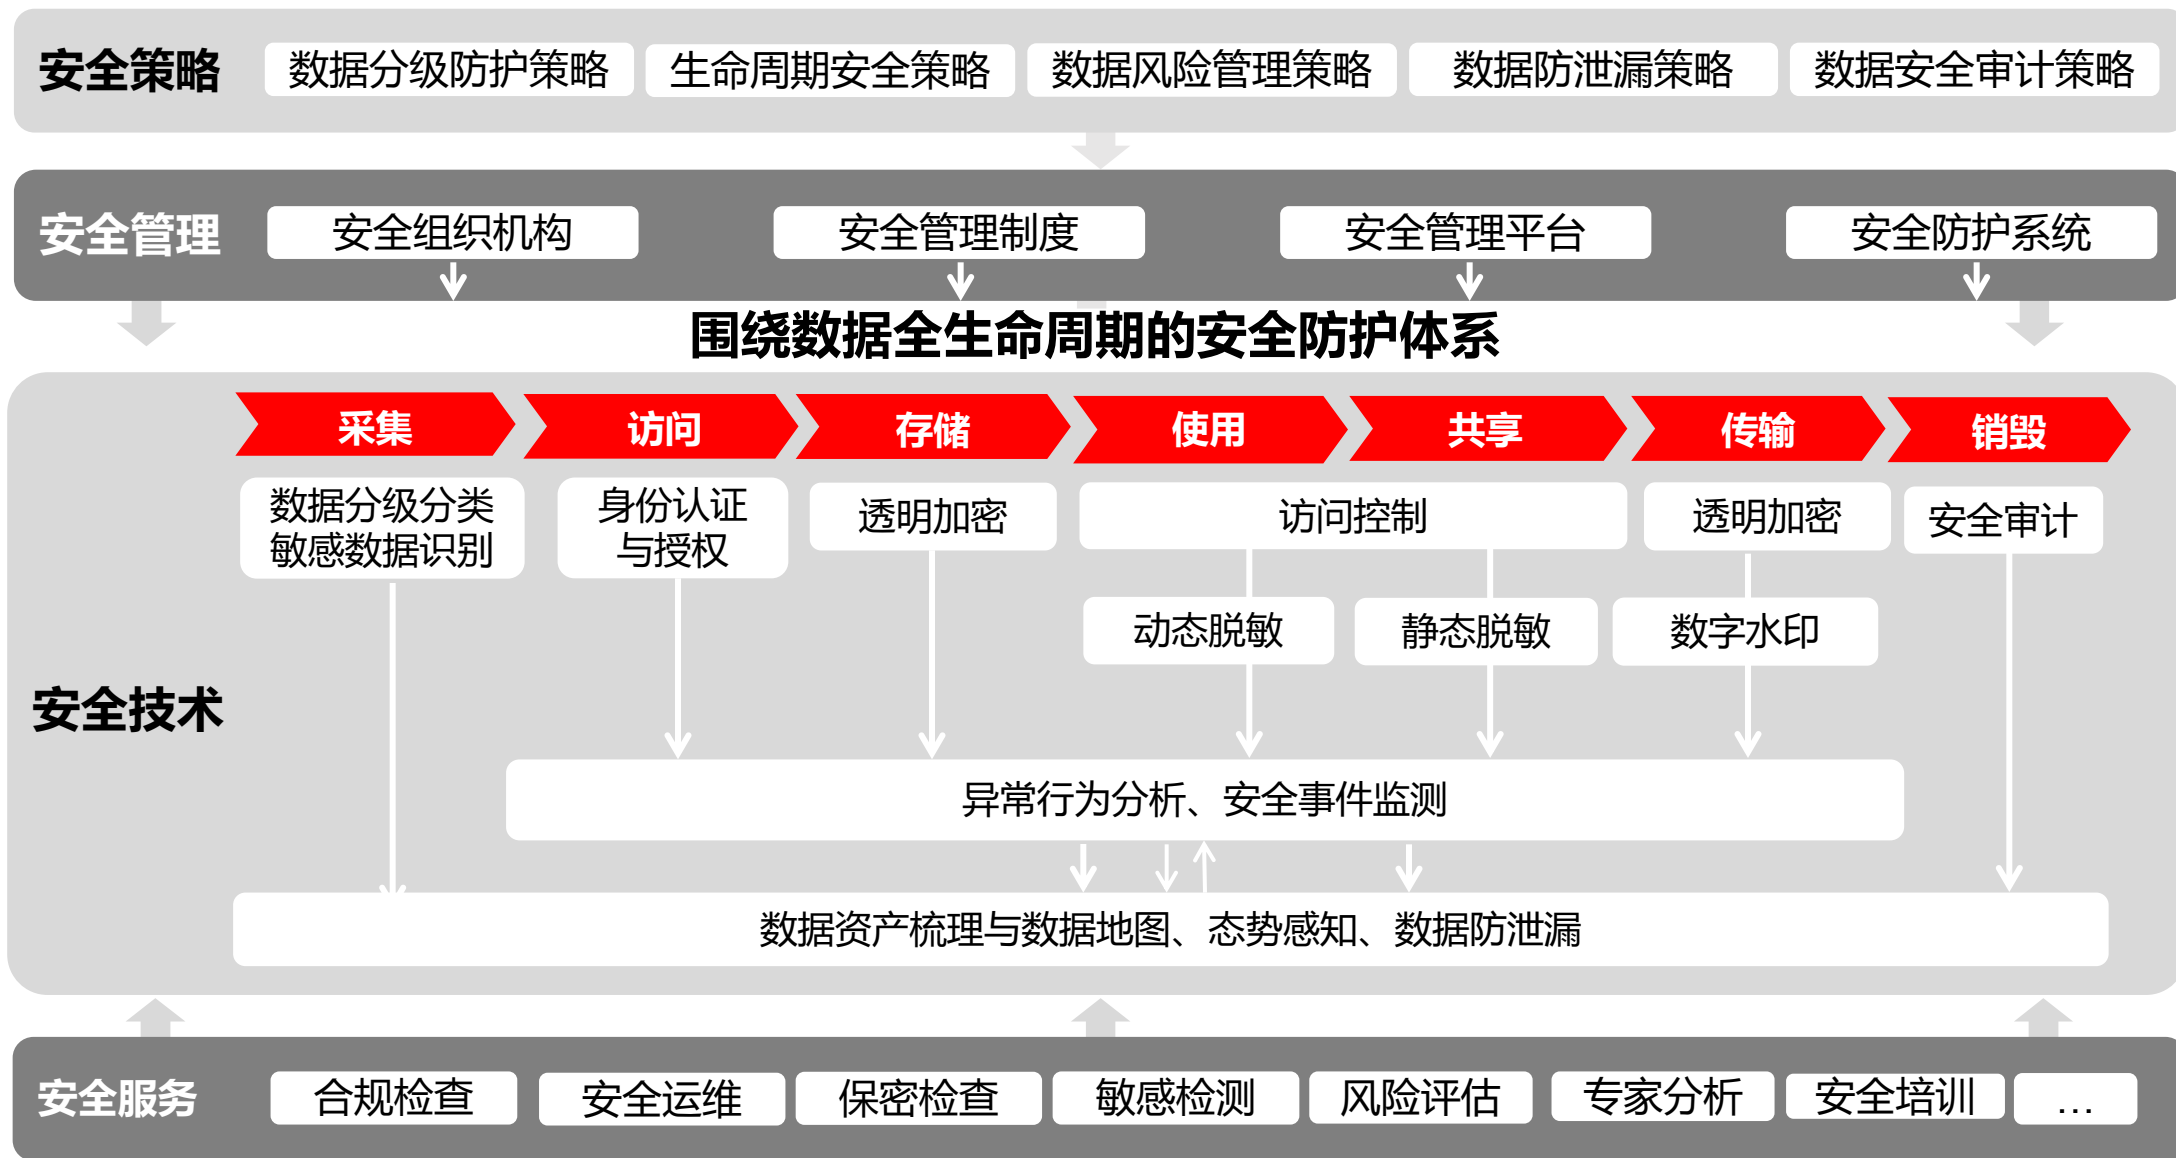 安全策略
数据分级防护策略
生命周期安全策略
数据风险管理策略
数据防泄漏策略
数据安全审计策略
安全管理
安全组织机构
安全管理制度
安全管理平台
安全防护系统
围绕数据全生命周期的安全防护体系
采集
访问
存储
使用
共享
传输
销毁
数据分级分类
敏感数据识别
身份认证
与授权
透明加密
访问控制
透明加密
安全审计
动态脱敏
静态脱敏
数字水印
安全技术
异常行为分析、安全事件监测
数据资产梳理与数据地图、态势感知、数据防泄漏
安全服务
合规检查
安全运维
保密检查
敏感检测
风险评估
专家分析
安全培训
…